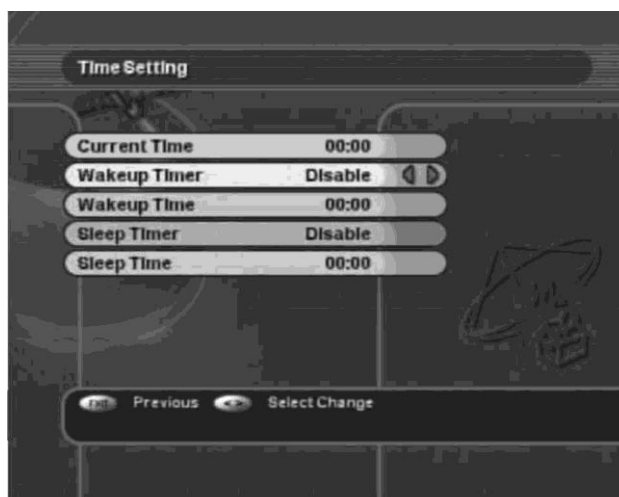 Time Setting
Current Time 00:00
Wakeup Timer Disable
Wakeup Time 00:00
Sleep Timer Disable
Sleep Time 00:00
Exit Previous <> Select Change